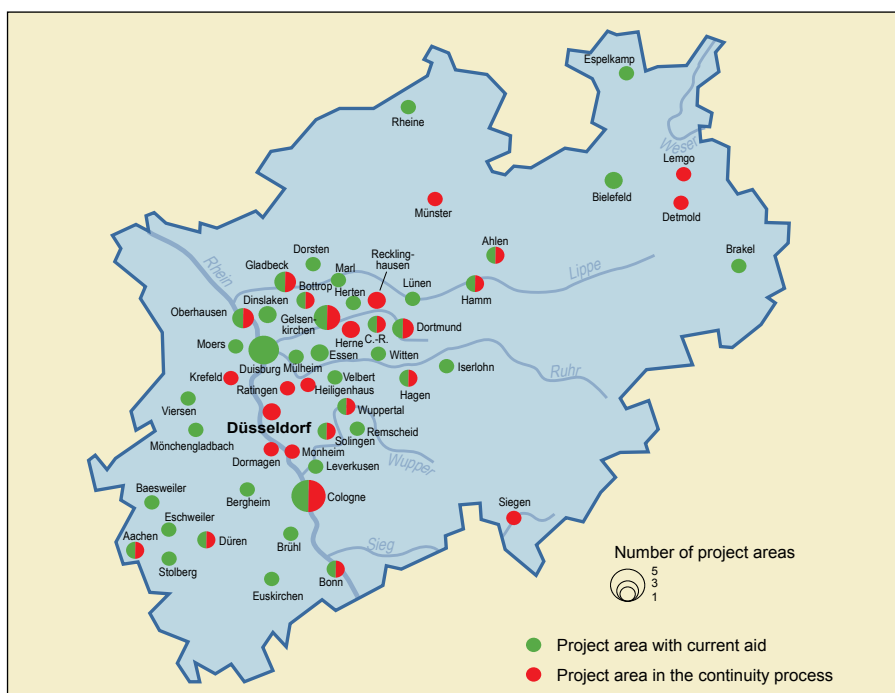 Espelkamp
Rheine
Weser
Lemgo
Bielefeld
Detmold
Münster
Brakel
Ahlen
Reckling-
hausen
Dorsten
Rhein
Gladbeck
Marl
Lippe
Bottrop
Herten
Lünen
Hamm
Dinslaken
Oberhausen
Gelsen-
kirchen
Dortmund
Herne
C.-R.
Moers
Essen
Witten
Duisburg
Mülheim
Iserlohn
Ruhr
Krefeld
Velbert
Ratingen
Heiligenhaus
Hagen
Viersen
Wuppertal
Düsseldorf
Remscheid
Solingen
Mönchengladbach
Dormagen
Monheim
Leverkusen
Wupper
Baesweiler
Bergheim
Cologne
Siegen
Eschweiler
Aachen
Düren
Brühl
Sieg
Stolberg
Bonn
Euskirchen
Number of project areas
5
3
1
Project area with current aid
Project area in the continuity process